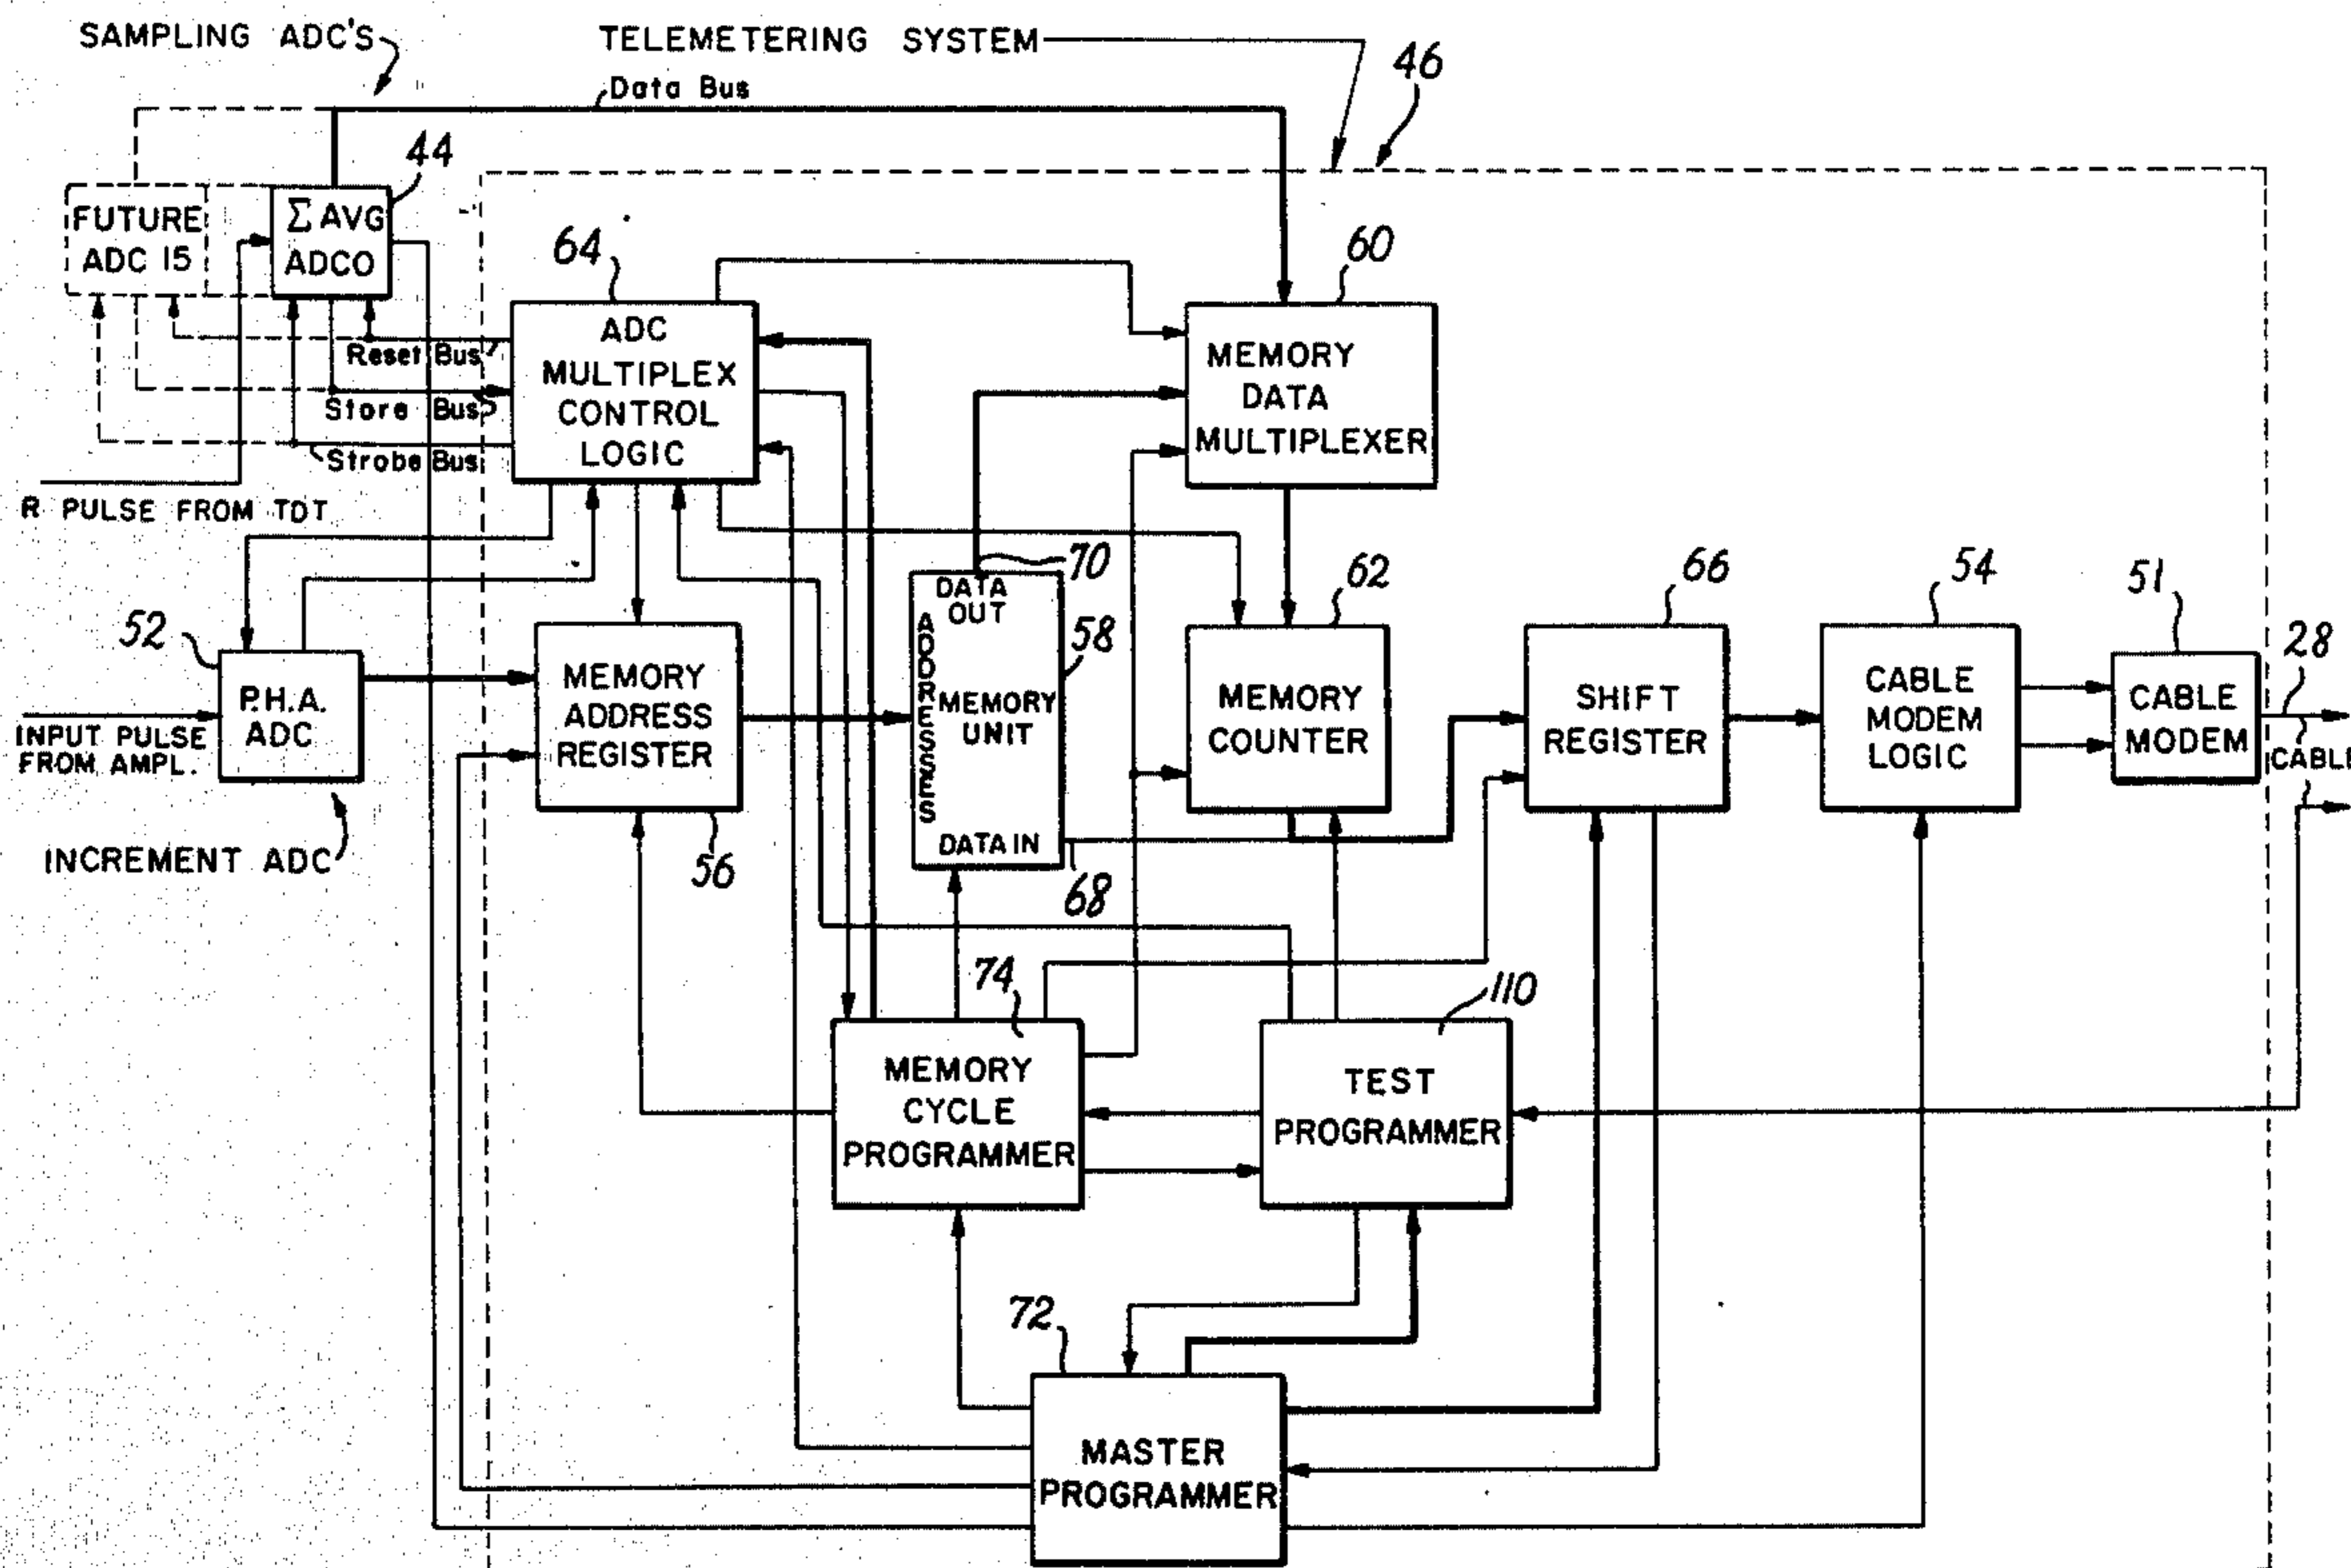 SAMPLING ADC'S
TELEMETERING SYSTEM
46
Data Bus
44
FUTURE
ADC 15
Σ AVG
ADCO
64
60
ADC
MULTIPLEX
CONTROL
LOGIC
Reset Bus
Store Bus
Strobe Bus
MEMORY
DATA
MULTIPLEXER
R PULSE FROM TDT
70
62
66
54
51
52
58
28
P.H.A.
ADC
INPUT PULSE
FROM AMPL.
MEMORY
ADDRESS
REGISTER
DATA
OUT
ADDRESSES
MEMORY
UNIT
DATA IN
MEMORY
COUNTER
SHIFT
REGISTER
CABLE
MODEM
LOGIC
CABLE
MODEM
INCREMENT ADC
56
68
74
110
MEMORY
CYCLE
PROGRAMMER
TEST
PROGRAMMER
72
MASTER
PROGRAMMER